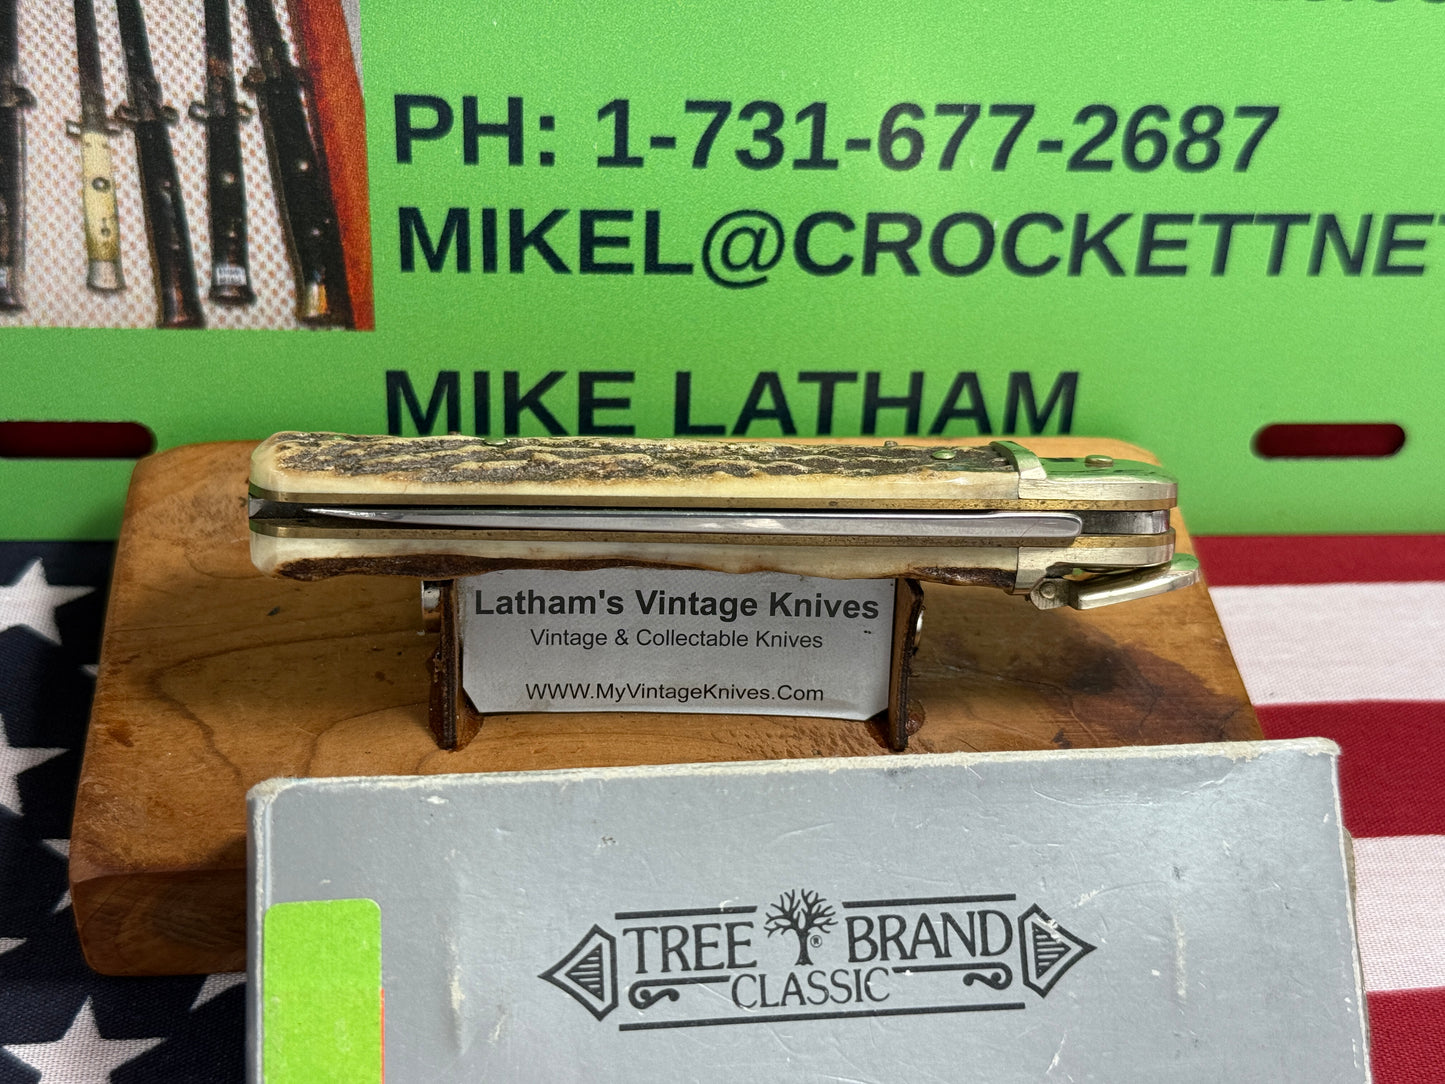 PH: 1-731-677-2687
MIKEL@CROCKETTNET
MIKE LATHAM
Latham's Vintage Knives
Vintage & Collectable Knives
WWW.MyVintageKnives.Com
TREE ® BRAND
CLASSIC